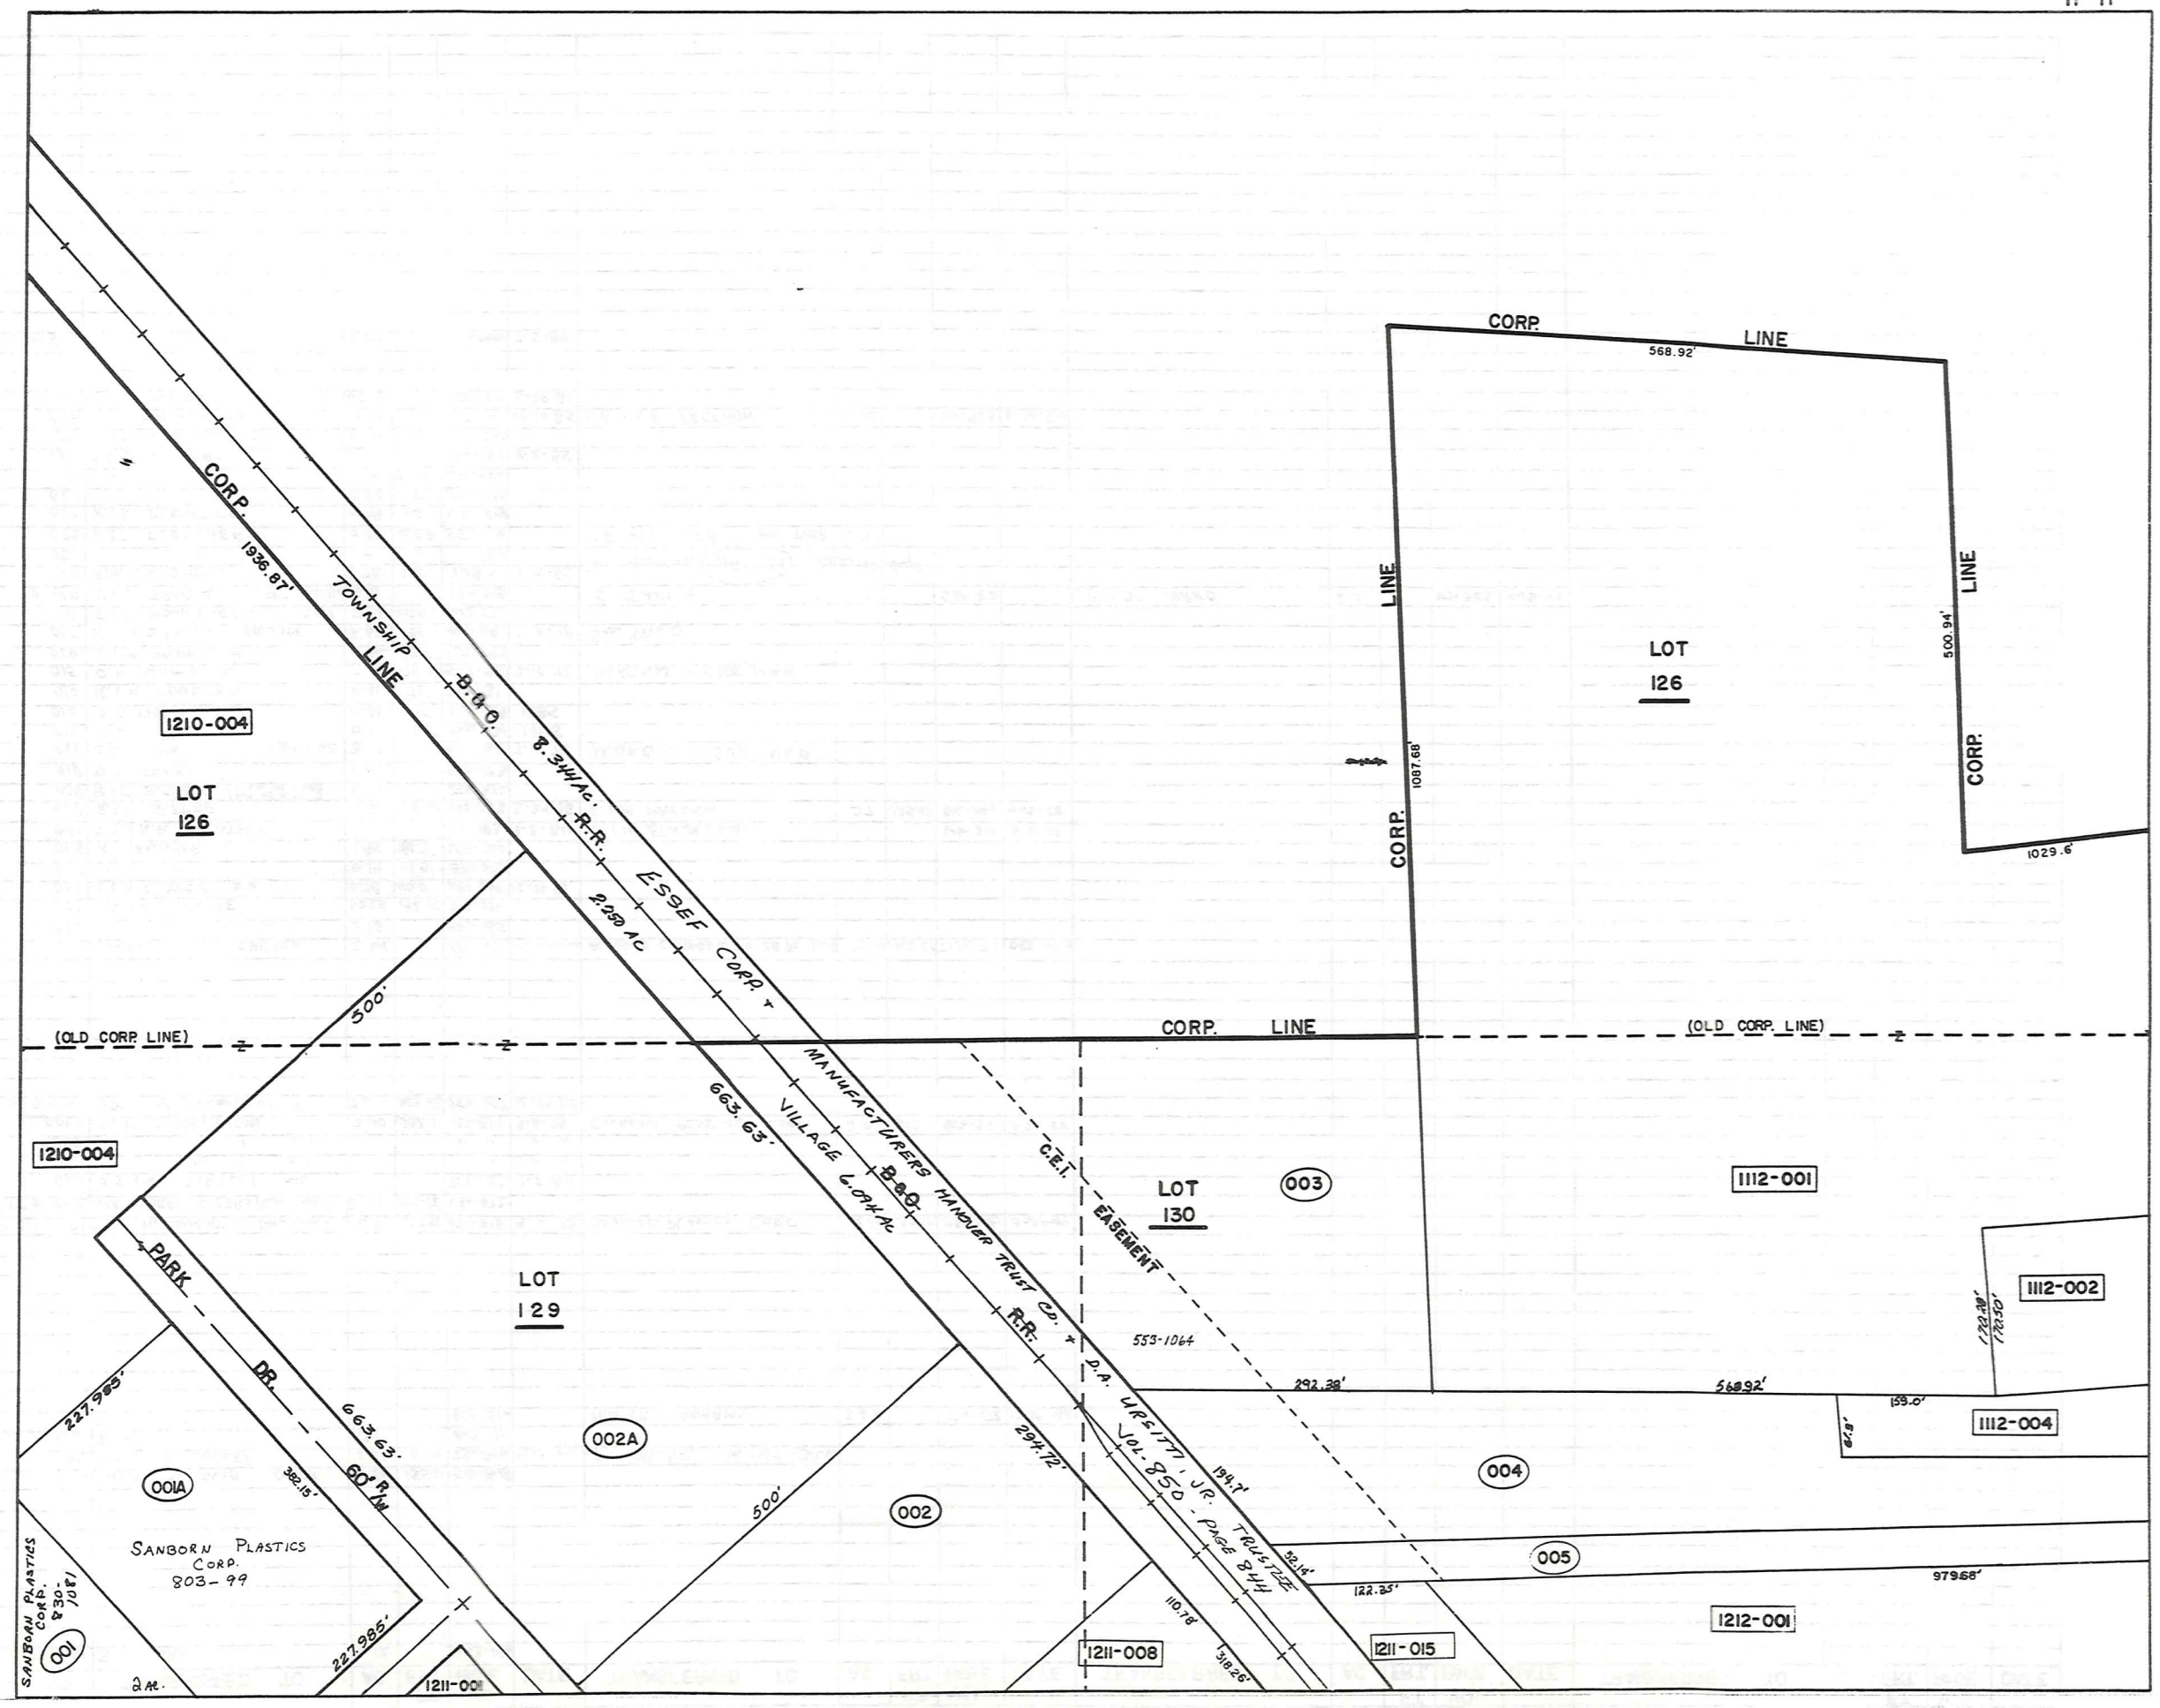 CORP. LINE
568.92'
CORP. LINE
1087.68'
LINE CORP.
500.94'
1029.6'
LOT
126
CORP. LINE
1936.87'
TOWNSHIP
B.&O. R.R.
8.344 Ac.
2.250 AC
1210-004
LOT
126
500'
(OLD CORP. LINE)
CORP. LINE
(OLD CORP. LINE)
ESSEF CORP. +
MANUFACTURERS HANOVER TRUST CO. +
D.A. URSITTI, JR. TRUSTEE
VOL. 850 - PAGE 844
VILLAGE 6.094 AC
B&O R.R.
663.63'
C.E.I. EASEMENT
1210-004
LOT
130
003
1112-001
1112-002
170.50'
553-1064
292.38'
568.92'
159.0'
1112-004
LOT
129
PARK DR.
60' R/W
663.63'
382.15'
227.985'
001A
SANBORN PLASTICS
CORP.
803-99
227.985'
SANBORN PLASTICS
CORP.
830-
1081
001
2 AC.
1211-001
002A
500'
002
294.72'
194.7'
004
52.14'
005
122.35'
979.68'
110.78'
318.26'
1211-008
1211-015
1212-001